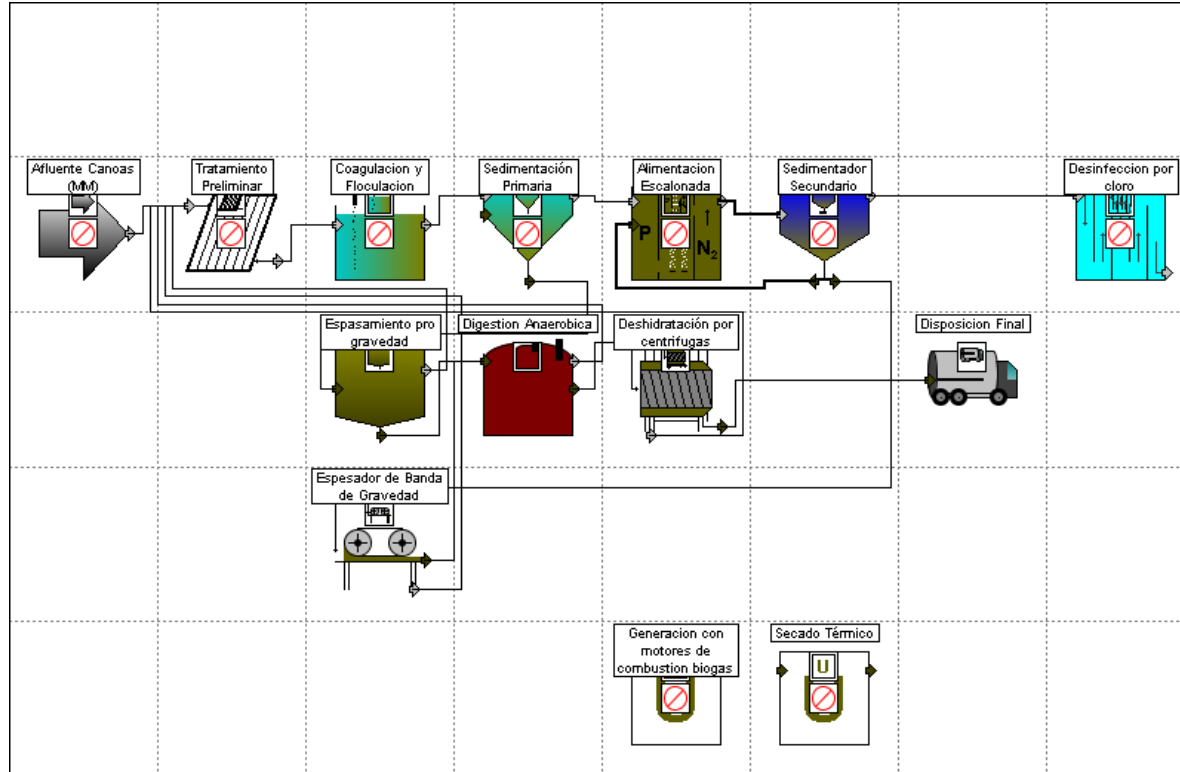 Afluente Canoas
(MM)
Tratamiento
Preliminar
Coagulacion y
Floculacion
Sedimentación
Primaria
Alimentacion
Escalonada
Sedimentador
Secundario
Desinfeccion por
cloro
P
N2
Espasamiento pro
gravedad
Digestion Anaerobica
Deshidratación por
centrifugas
Disposicion Final
Espesador de Banda
de Gravedad
Generacion con
motores de
combustion biogas
Secado Térmico
U